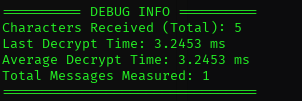 ========== DEBUG INFO ==========
Characters Received (Total): 5
Last Decrypt Time: 3.2453 ms
Average Decrypt Time: 3.2453 ms
Total Messages Measured: 1
================================